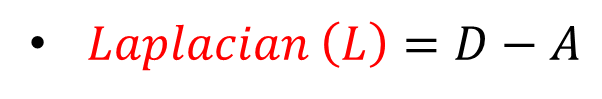 • Laplacian (L) = D − A